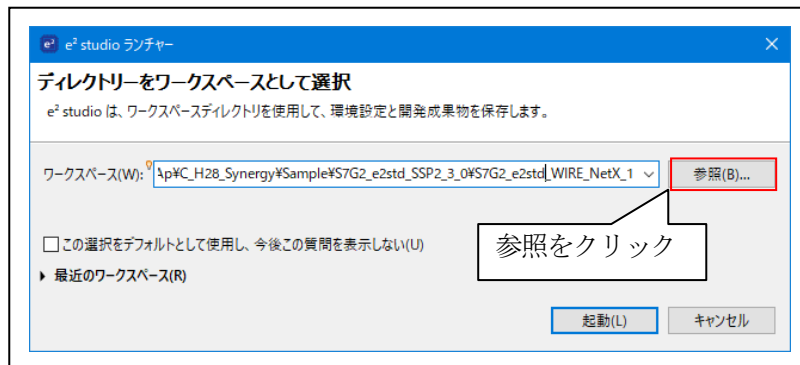 e² studio ランチャー
ディレクトリーをワークスペースとして選択
e² studio は、ワークスペースディレクトリを使用して、環境設定と開発成果物を保存します。
ワークスペース(W): Ap¥C_H28_Synergy¥Sample¥S7G2_e2std_SSP2_3_0¥S7G2_e2std_WIRE_NetX_1 参照(B)...
参照をクリック
この選択をデフォルトとして使用し、今後この質問を表示しない(U)
最近のワークスペース(R)
起動(L) キャンセル